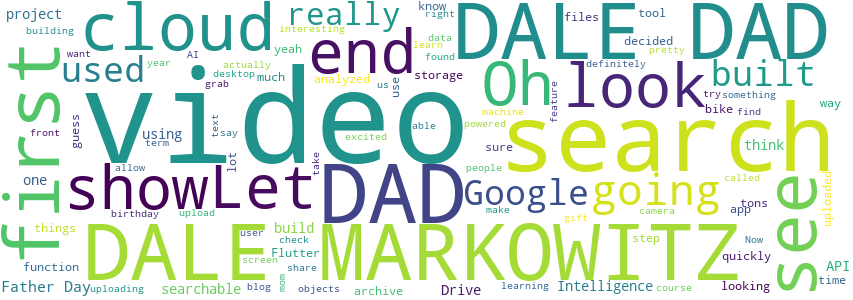 project
cloud
really
know
right
tool
DALE DAD
building
interesting
end
files
decided
want
yeah
data
learn
found
pretty
AI
used
Oh
look
built
year
actually
us
definitely
first
desktop
much
analyzed
storage
use
feature
try
something
grab
video
machine
bike
find
way
front
guess
using
text
say
excited
able
powered
sure
search
think
term
lot
take
people
called
one
allow
showLet
DAD
Google
going
tons
see
uploaded
birthday
upload
make
gift
camera
app
things
DALE MARKOWITZ
user
build
step
Now
quickly
function
check
Flutter
API
screen
share
Father Day
uploading
searchable
blog
mom
objects
archive
Drive
learning
Intelligence
course
looking
time